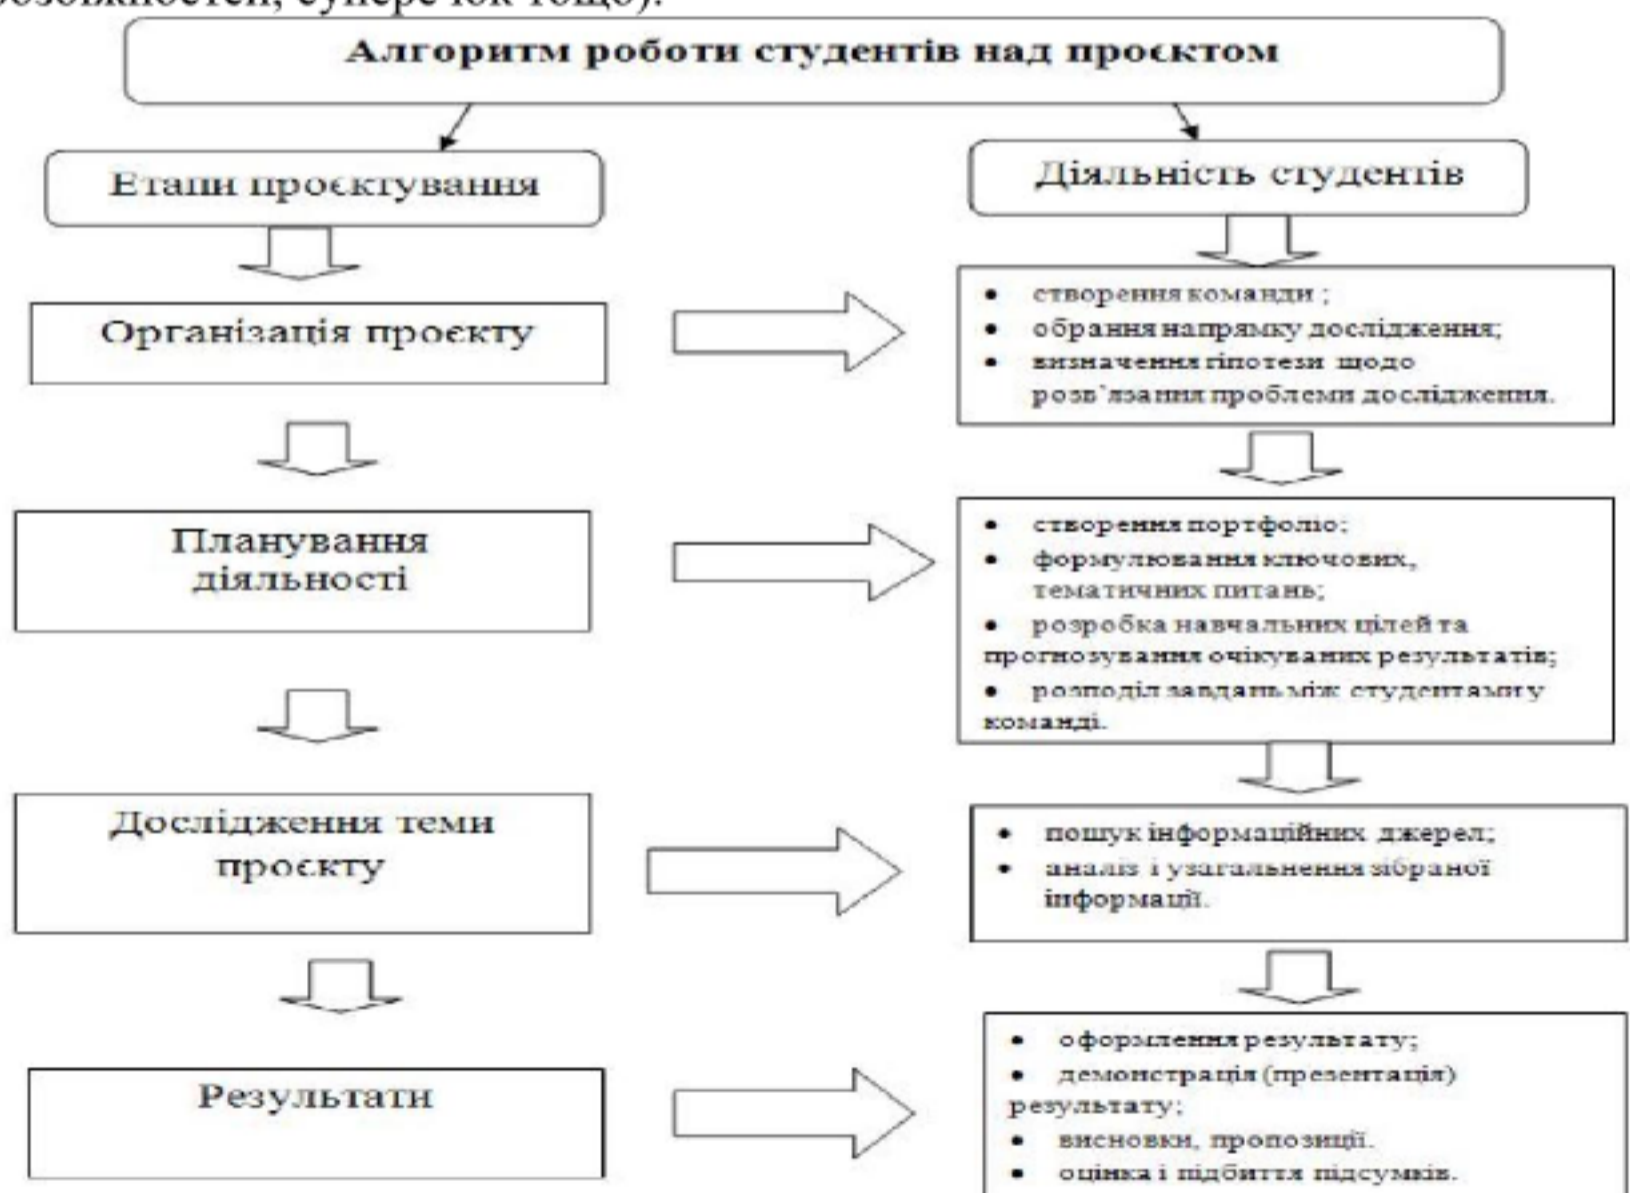 розбіжностей, суперечок тощо).
Алгоритм роботи студентів над проєктом
Етапи проєктування
Діяльність студентів
Організація проєкту
• створення команди ;
• обрання напрямку дослідження;
• визначення гіпотези щодо
розв’язання проблеми дослідження.
Планування
діяльності
• створення портфоліо;
• формулювання ключових,
тематичних питань;
• розробка навчальних цілей та
прогнозування очікуваних результатів;
• розподіл завдань між студентами у
команді.
Дослідження теми
проєкту
• пошук інформаційних джерел;
• аналіз і узагальнення зібраної
інформації.
Результати
• оформлення результату;
• демонстрація (презентація)
результату;
• висновки, пропозиції.
• оцінка і підбиття підсумків.